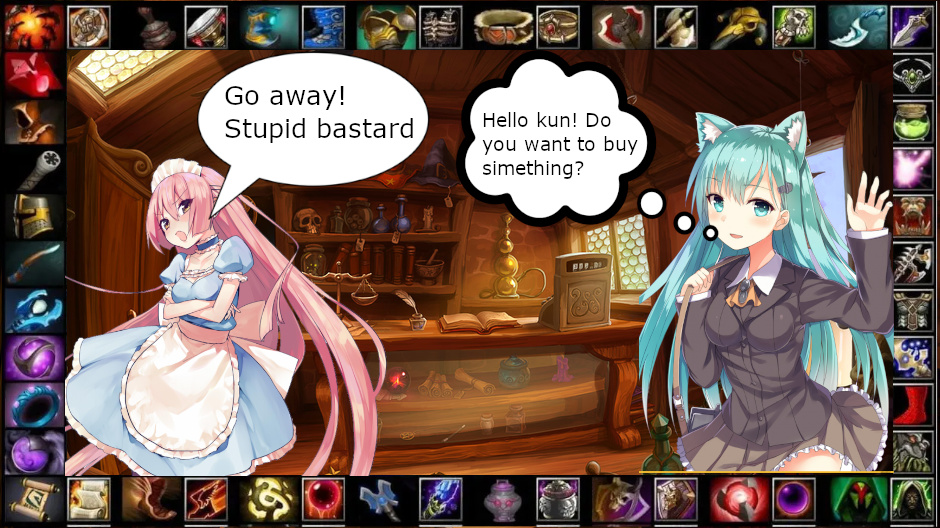 Go away!
Stupid bastard
Hello kun! Do
you want to buy
simething?